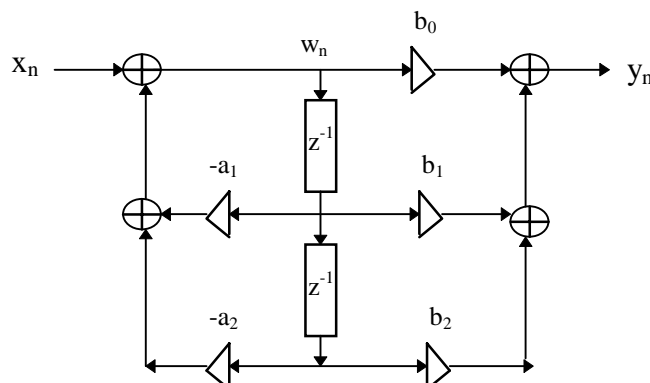 b₀
xₙ wₙ yₙ
z⁻¹
-a₁ b₁
z⁻¹
-a₂ b₂